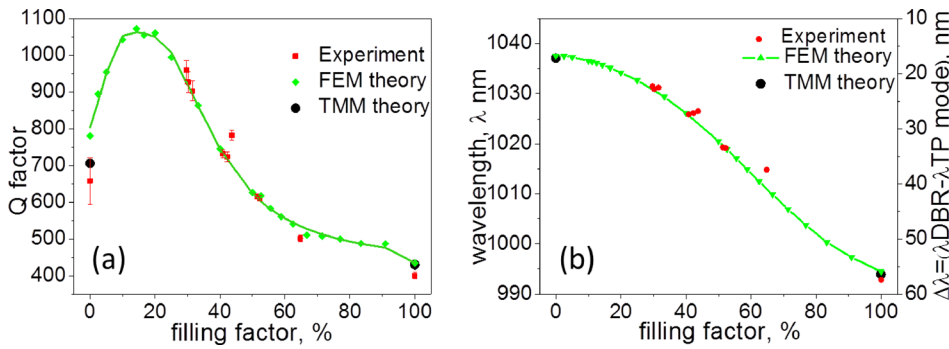 1100
1000
900
800
700
600
500
400
Q factor
Experiment
FEM theory
TMM theory
(a)
0 20 40 60 80 100
filling factor, %
1040
1030
1020
1010
1000
990
wavelength, λ nm
Experiment
FEM theory
TMM theory
(b)
0 20 40 60 80 100
filling factor, %
10
20
30
40
50
60
Δλ=(λDBR-λTP model), nm